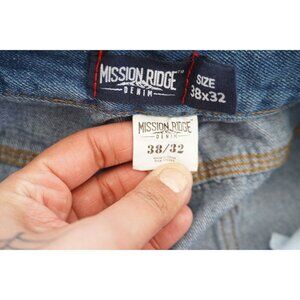 MISSION RIDGE
DENIM
SIZE
38x32
MISSION RIDGE
DENIM
38/32